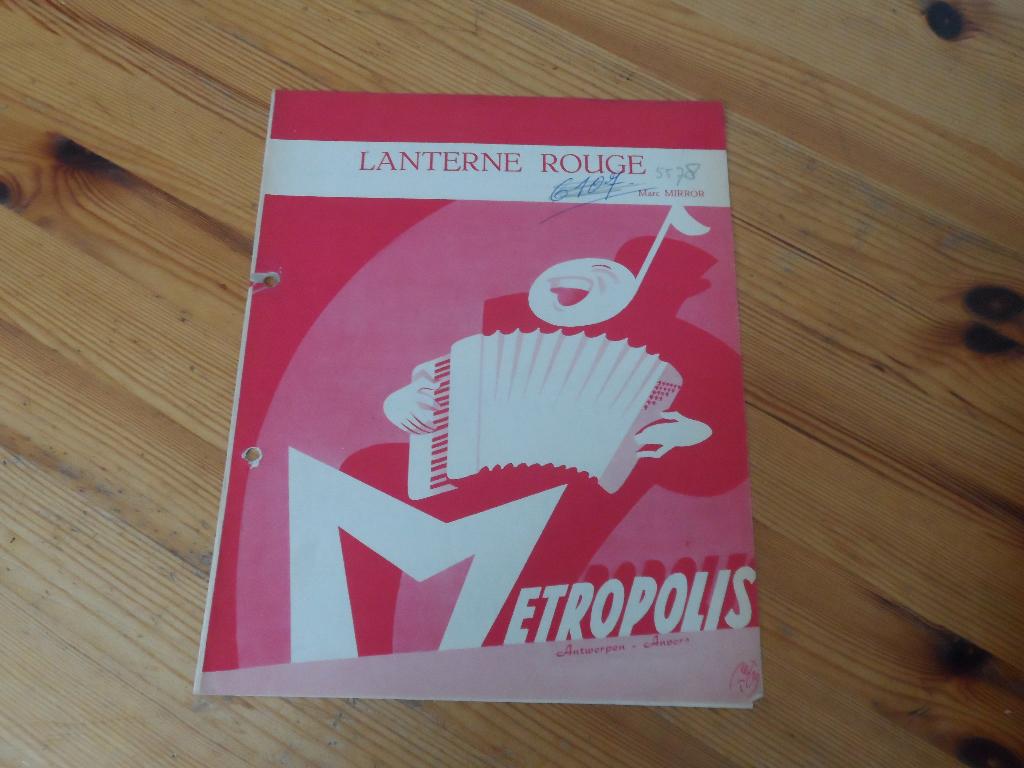 LANTERNE ROUGE
5578
6107
Marc MIRROR
METROPOLIS
Antwerpen - Anvers